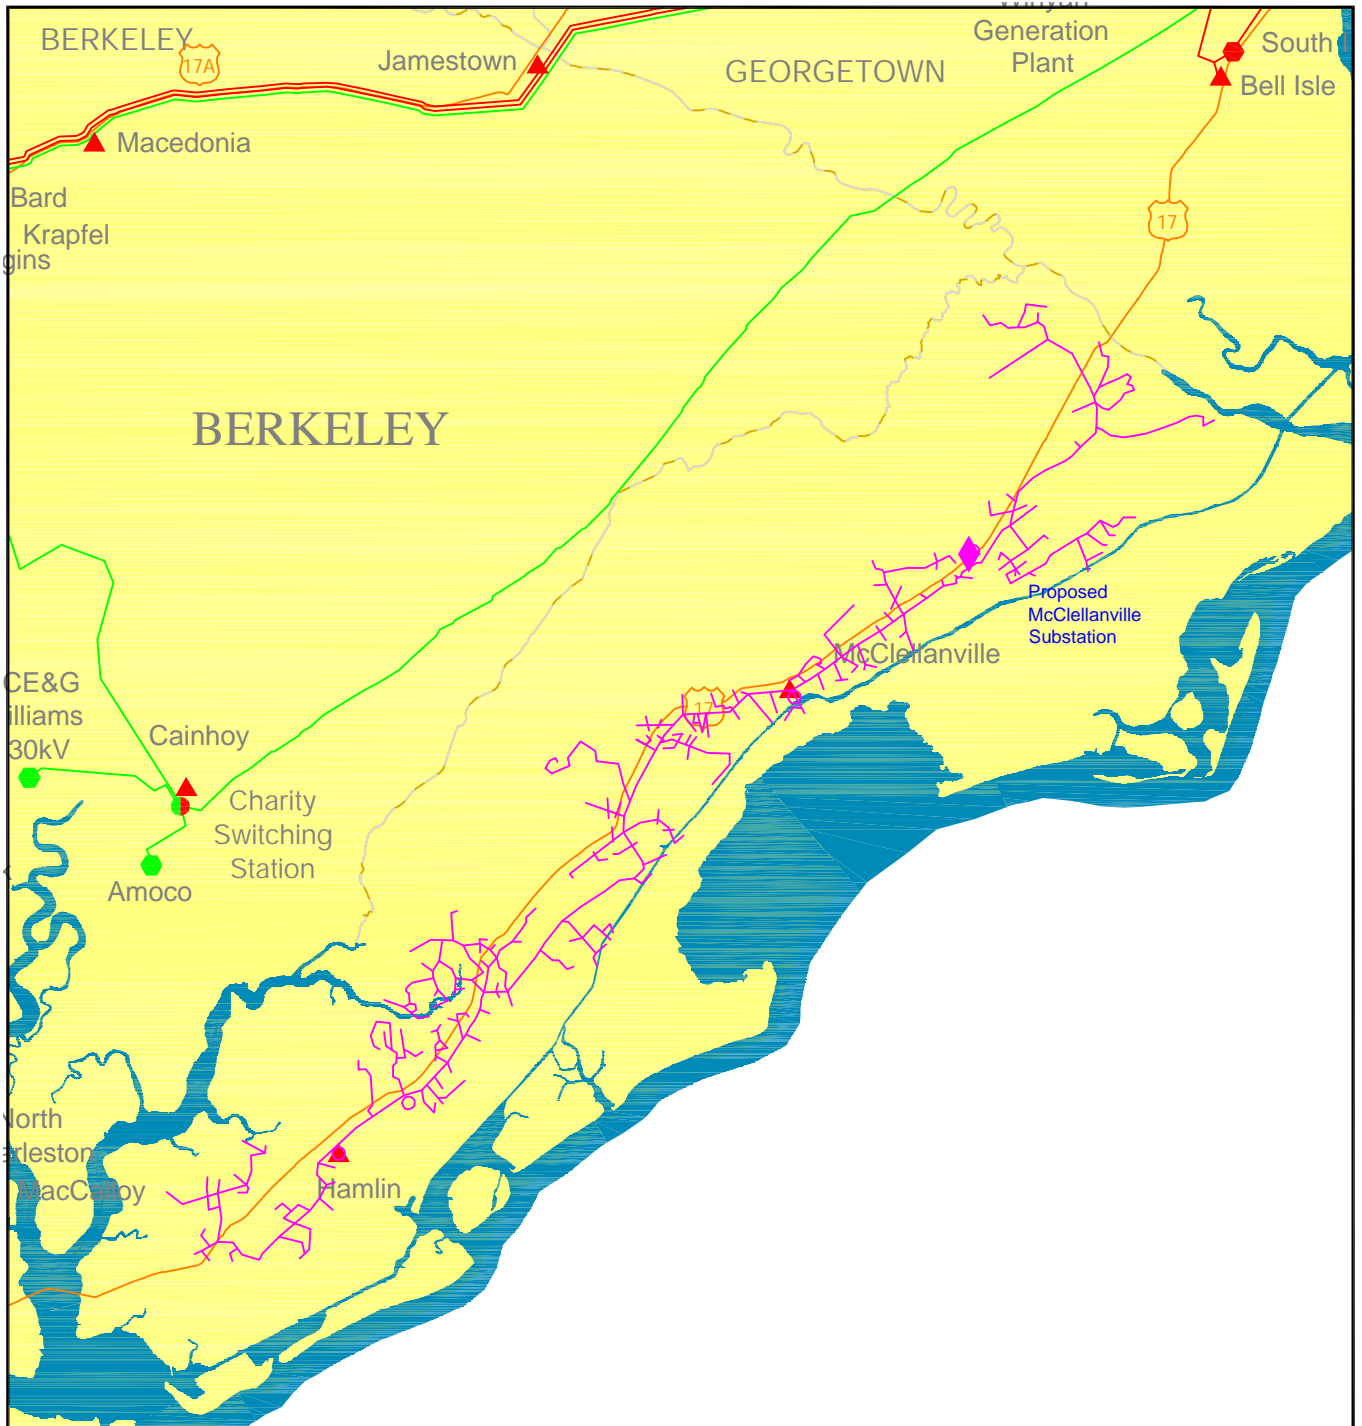 BERKELEY
17A
Jamestown
Generation
Plant
GEORGETOWN
South
Bell Isle
Macedonia
17
Bard
Krapfel
gins
BERKELEY
Proposed
McClellanville
Substation
McClellanville
17
CE&G
illiams
30kV
Cainhoy
Charity
Switching
Station
Amoco
North
arleston
MacCalloy
Hamlin